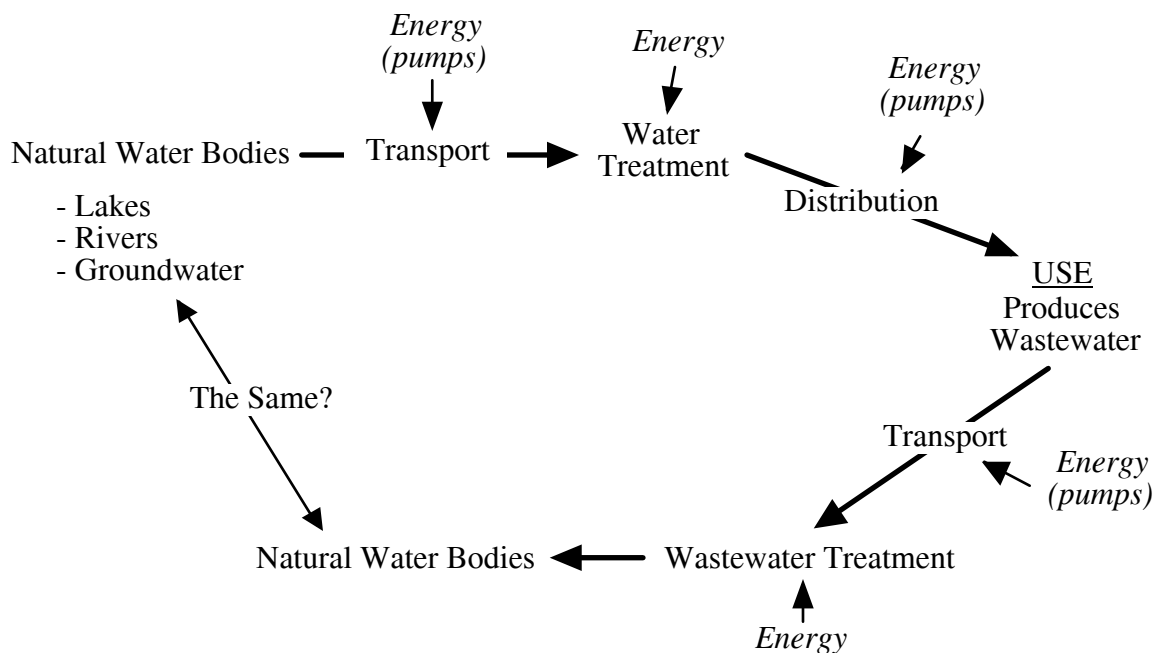 Energy
(pumps)
Energy
Energy
(pumps)
Natural Water Bodies
Transport
Water
Treatment
Distribution
- Lakes
- Rivers
- Groundwater
USE
Produces
Wastewater
The Same?
Transport
Energy
(pumps)
Natural Water Bodies
Wastewater Treatment
Energy